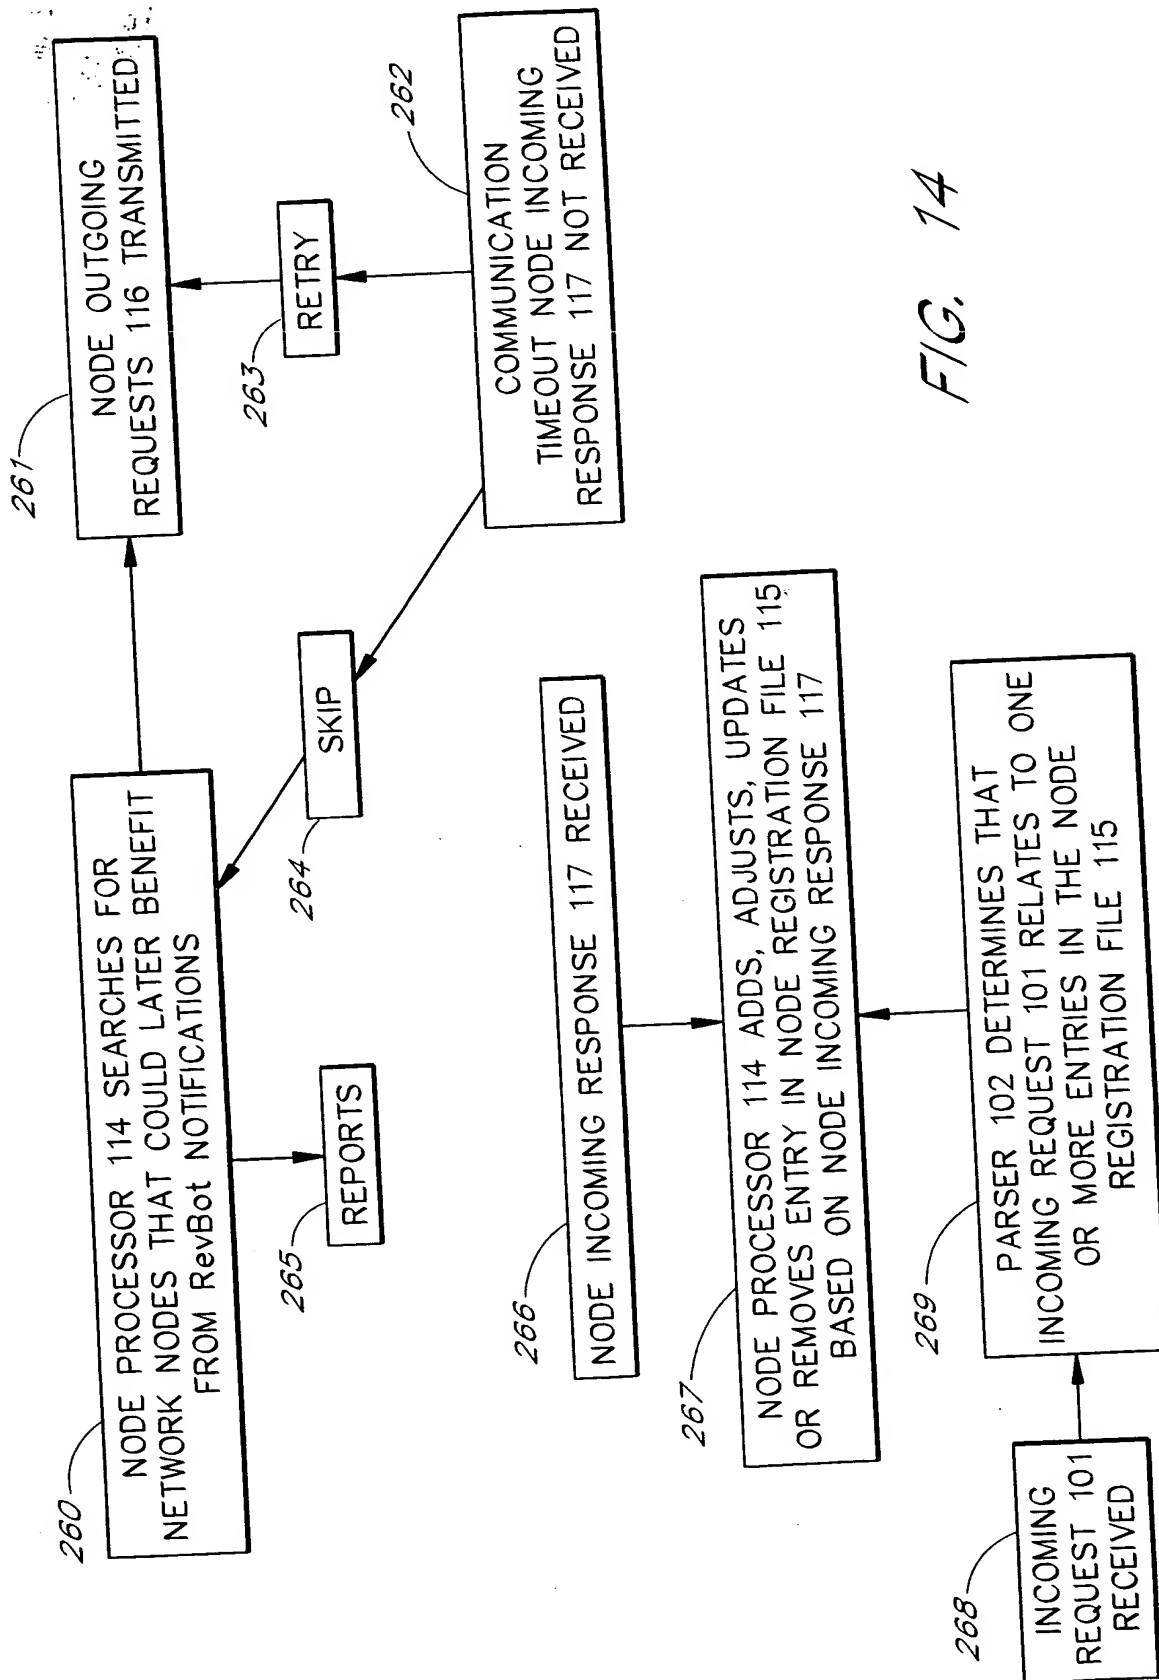 260
NODE PROCESSOR 114 SEARCHES FOR
NETWORK NODES THAT COULD LATER BENEFIT
FROM RevBot NOTIFICATIONS
261
NODE OUTGOING
REQUESTS 116 TRANSMITTED
263
RETRY
262
COMMUNICATION
TIMEOUT NODE INCOMING
RESPONSE 117 NOT RECEIVED
264
SKIP
265
REPORTS
266
NODE INCOMING RESPONSE 117 RECEIVED
267
NODE PROCESSOR 114 ADDS, ADJUSTS, UPDATES
OR REMOVES ENTRY IN NODE REGISTRATION FILE 115
BASED ON NODE INCOMING RESPONSE 117
268
INCOMING
REQUEST 101
RECEIVED
269
PARSER 102 DETERMINES THAT
INCOMING REQUEST 101 RELATES TO ONE
OR MORE ENTRIES IN THE NODE
REGISTRATION FILE 115
FIG. 14